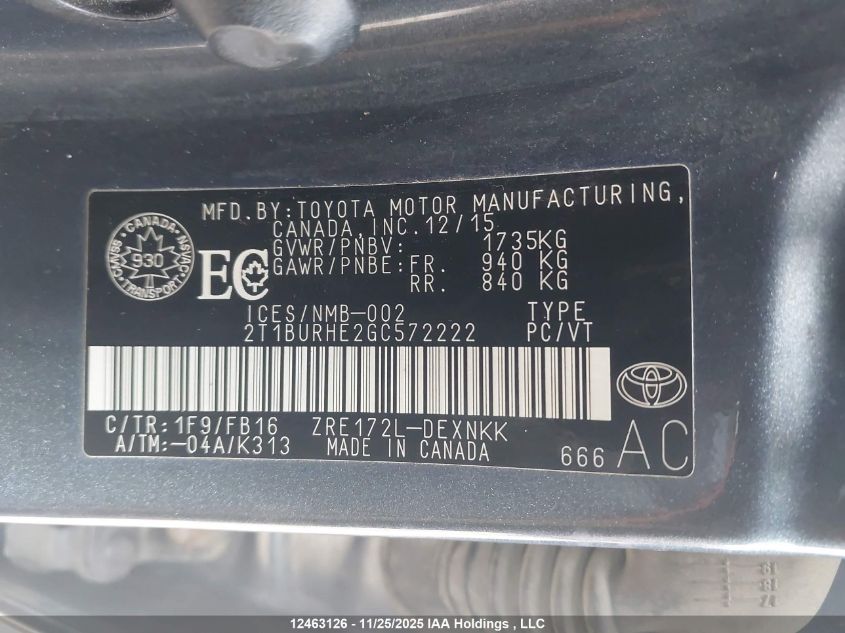 MFD. BY: TOYOTA MOTOR MANUFACTURING,
CANADA, INC. 12/15
GVWR/PNBV: 1735KG
GAWR/PNBE: FR. 940 KG
RR. 840 KG
CANADA
CMVSS NSVAC
930
TRANSPORT
EC
ICES/NMB-002 TYPE
2T1BURHE2GC572222 PC/VT
C/TR: 1F9/FB16 ZRE172L-DEXNKK
A/TM:-04A/K313 MADE IN CANADA
666 AC
12463126 - 11/25/2025 IAA Holdings , LLC